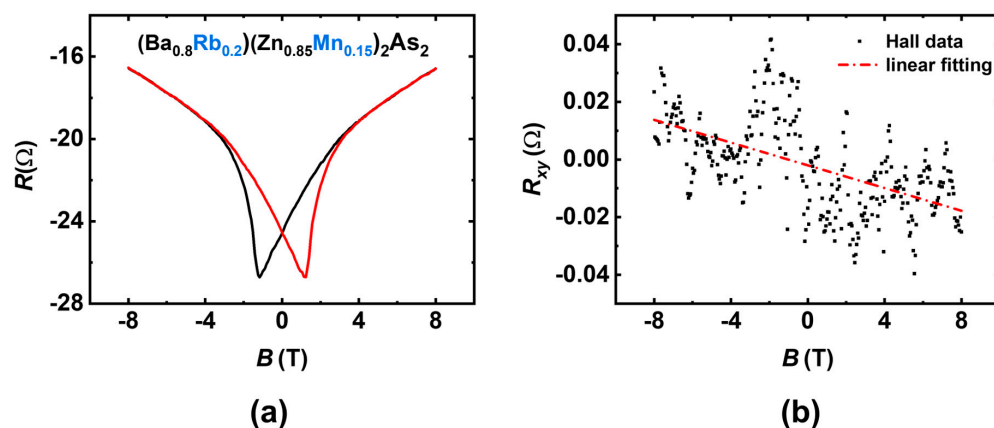 (Ba0.8Rb0.2)(Zn0.85Mn0.15)2As2
-16
-20
-24
-28
R(Ω)
-8 -4 0 4 8
B (T)
(a)
Hall data
linear fitting
0.04
0.02
0.00
-0.02
-0.04
Rxy (Ω)
-8 -4 0 4 8
B (T)
(b)